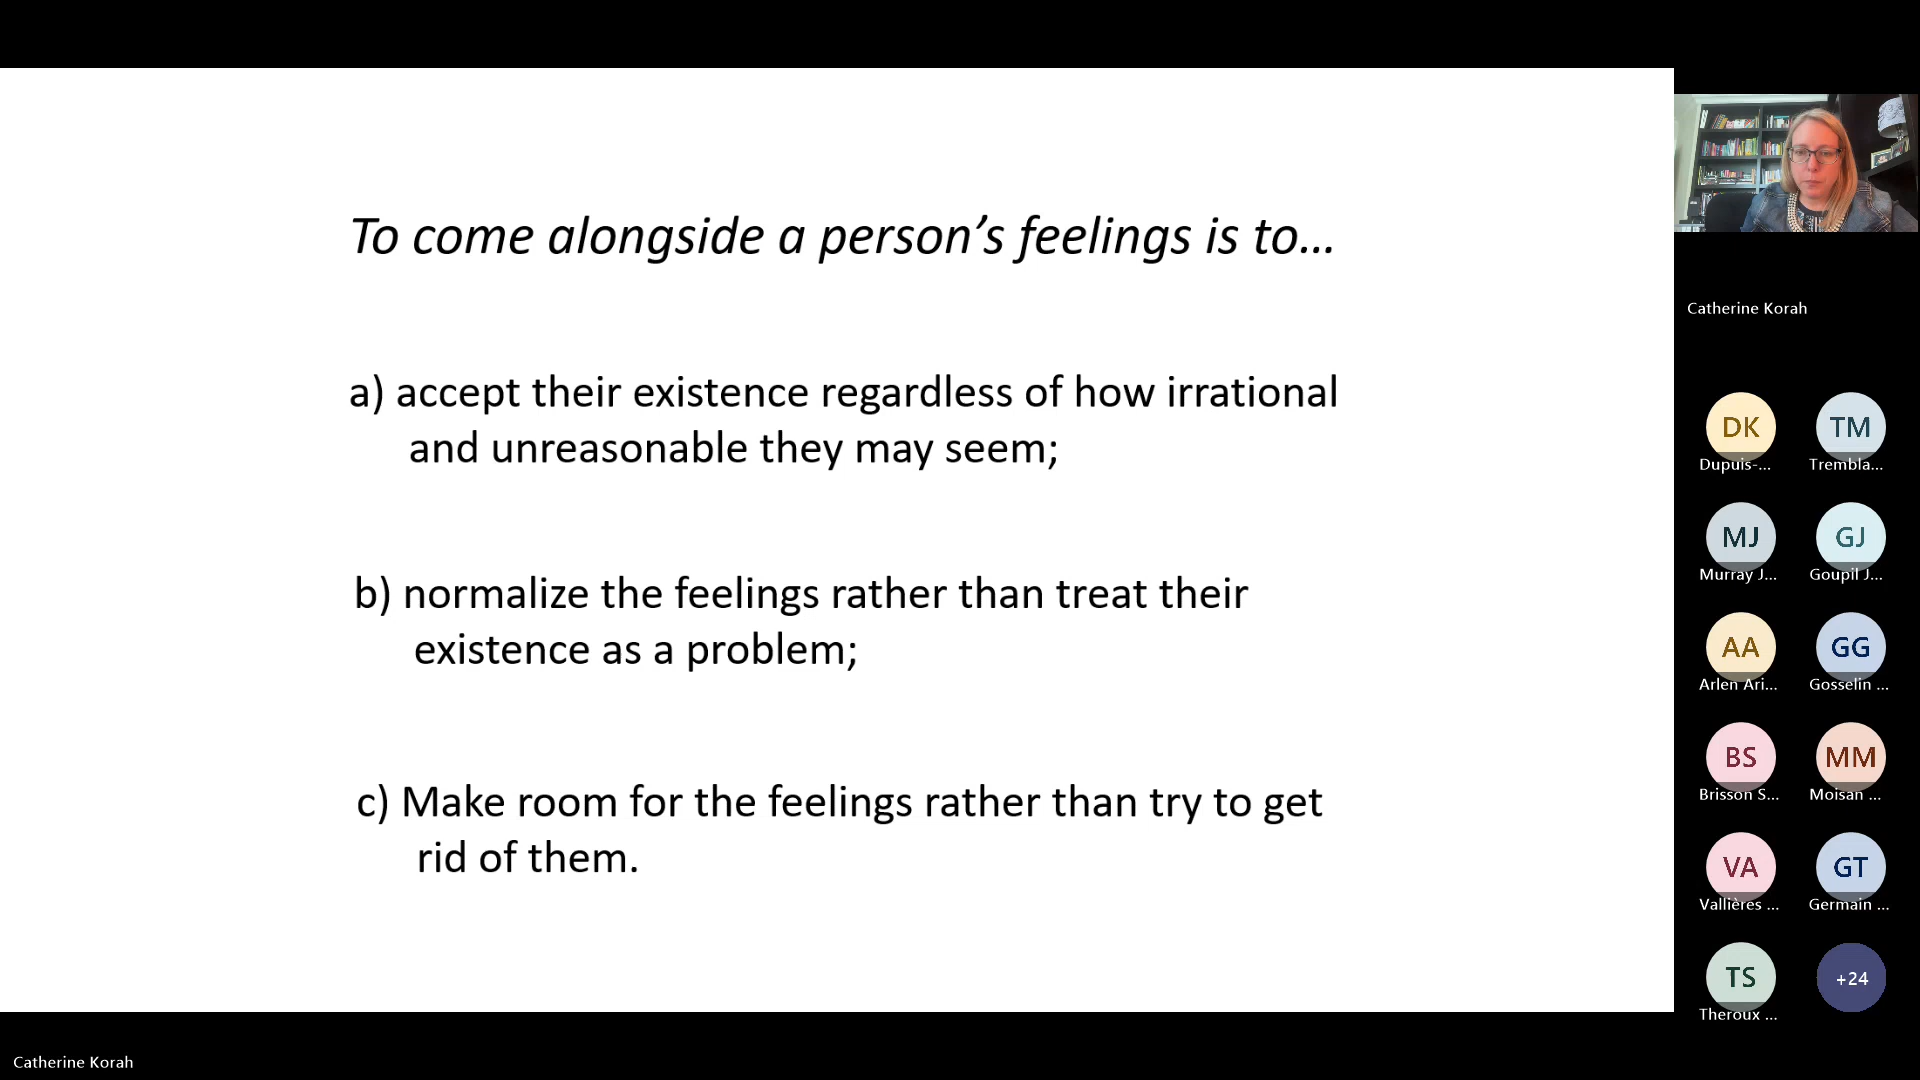 To come alongside a person’s feelings is to…
a) accept their existence regardless of how irrational
and unreasonable they may seem;
b) normalize the feelings rather than treat their
existence as a problem;
c) Make room for the feelings rather than try to get
rid of them.
Catherine Korah
DK
TM
Dupuis-...
Trembla...
MJ
GJ
Murray J...
Goupil J...
AA
GG
Arlen Ari...
Gosselin ...
BS
MM
Brisson S...
Moisan ...
VA
GT
Vallières ...
Germain ...
TS
+24
Theroux ...
Catherine Korah